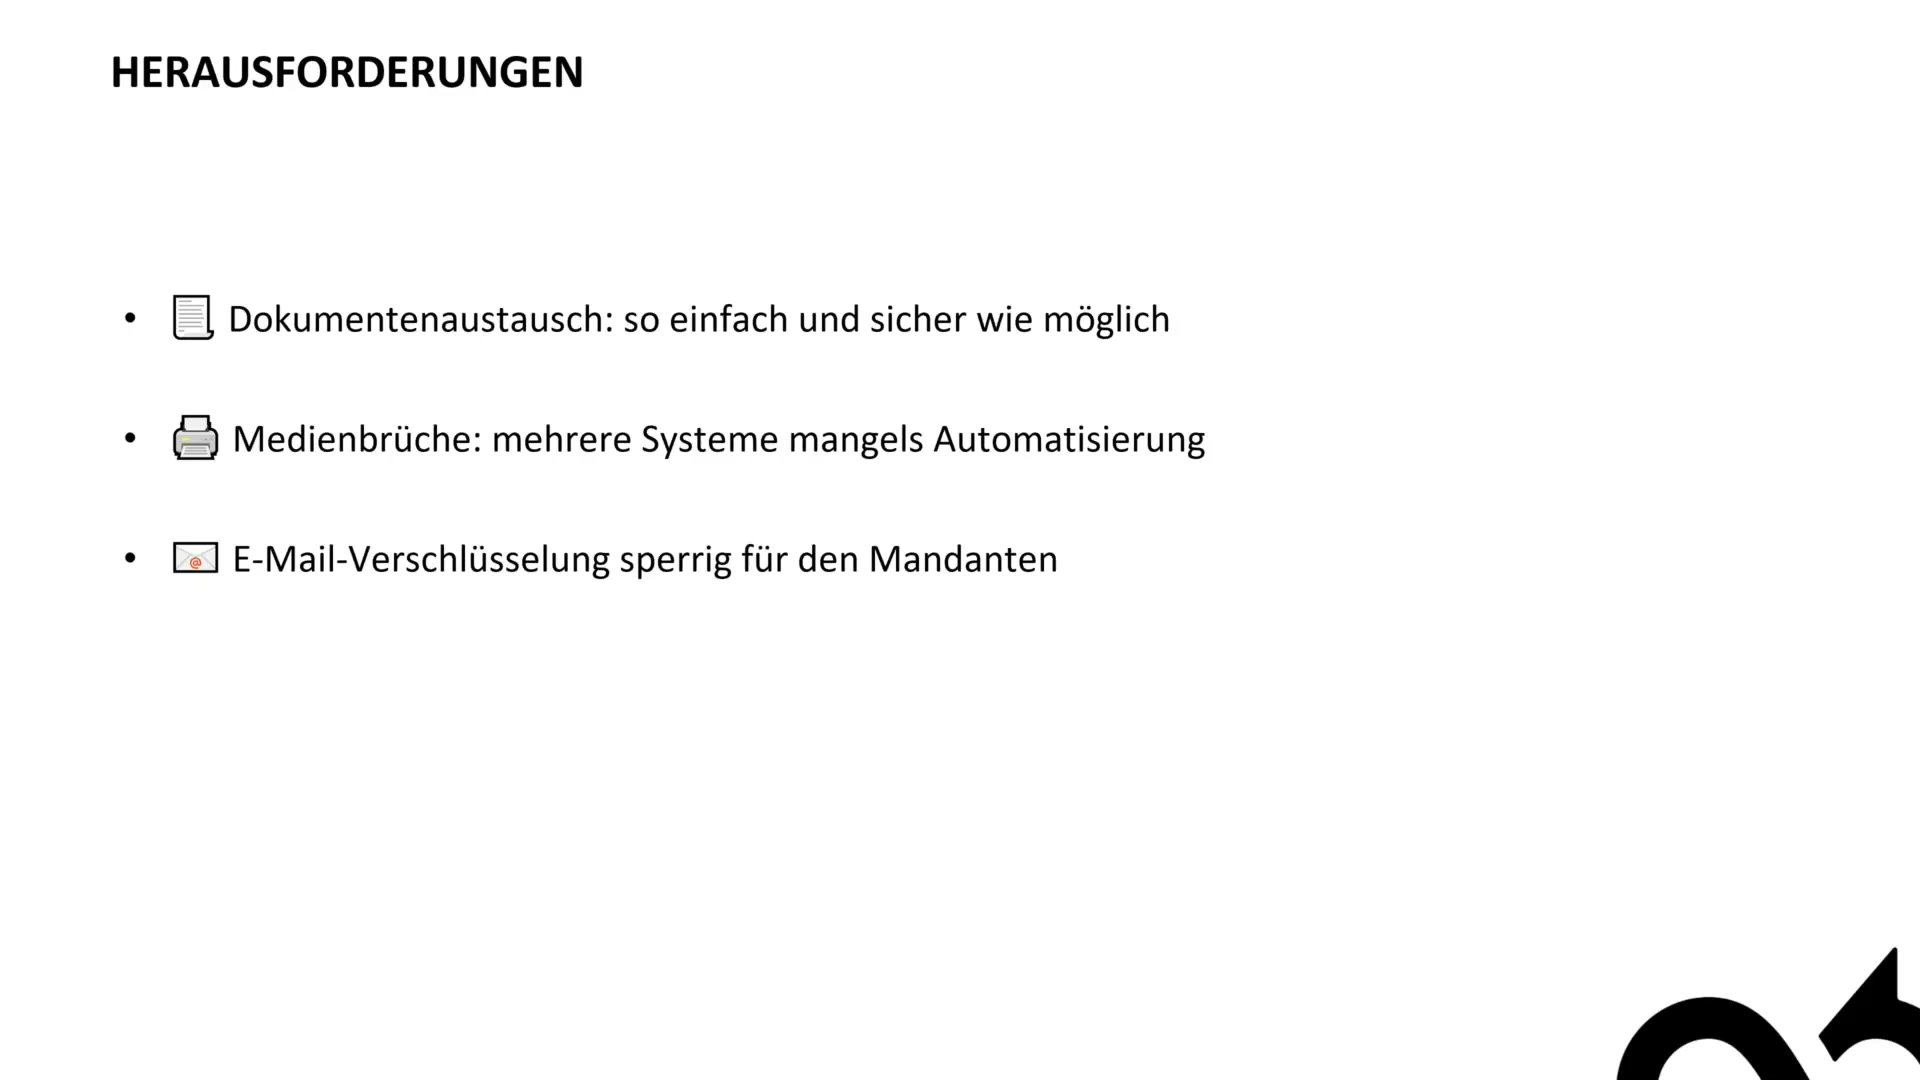 HERAUSFORDERUNGEN
• Dokumentenaustausch: so einfach und sicher wie möglich
• Medienbrüche: mehrere Systeme mangels Automatisierung
• E-Mail-Verschlüsselung sperrig für den Mandanten